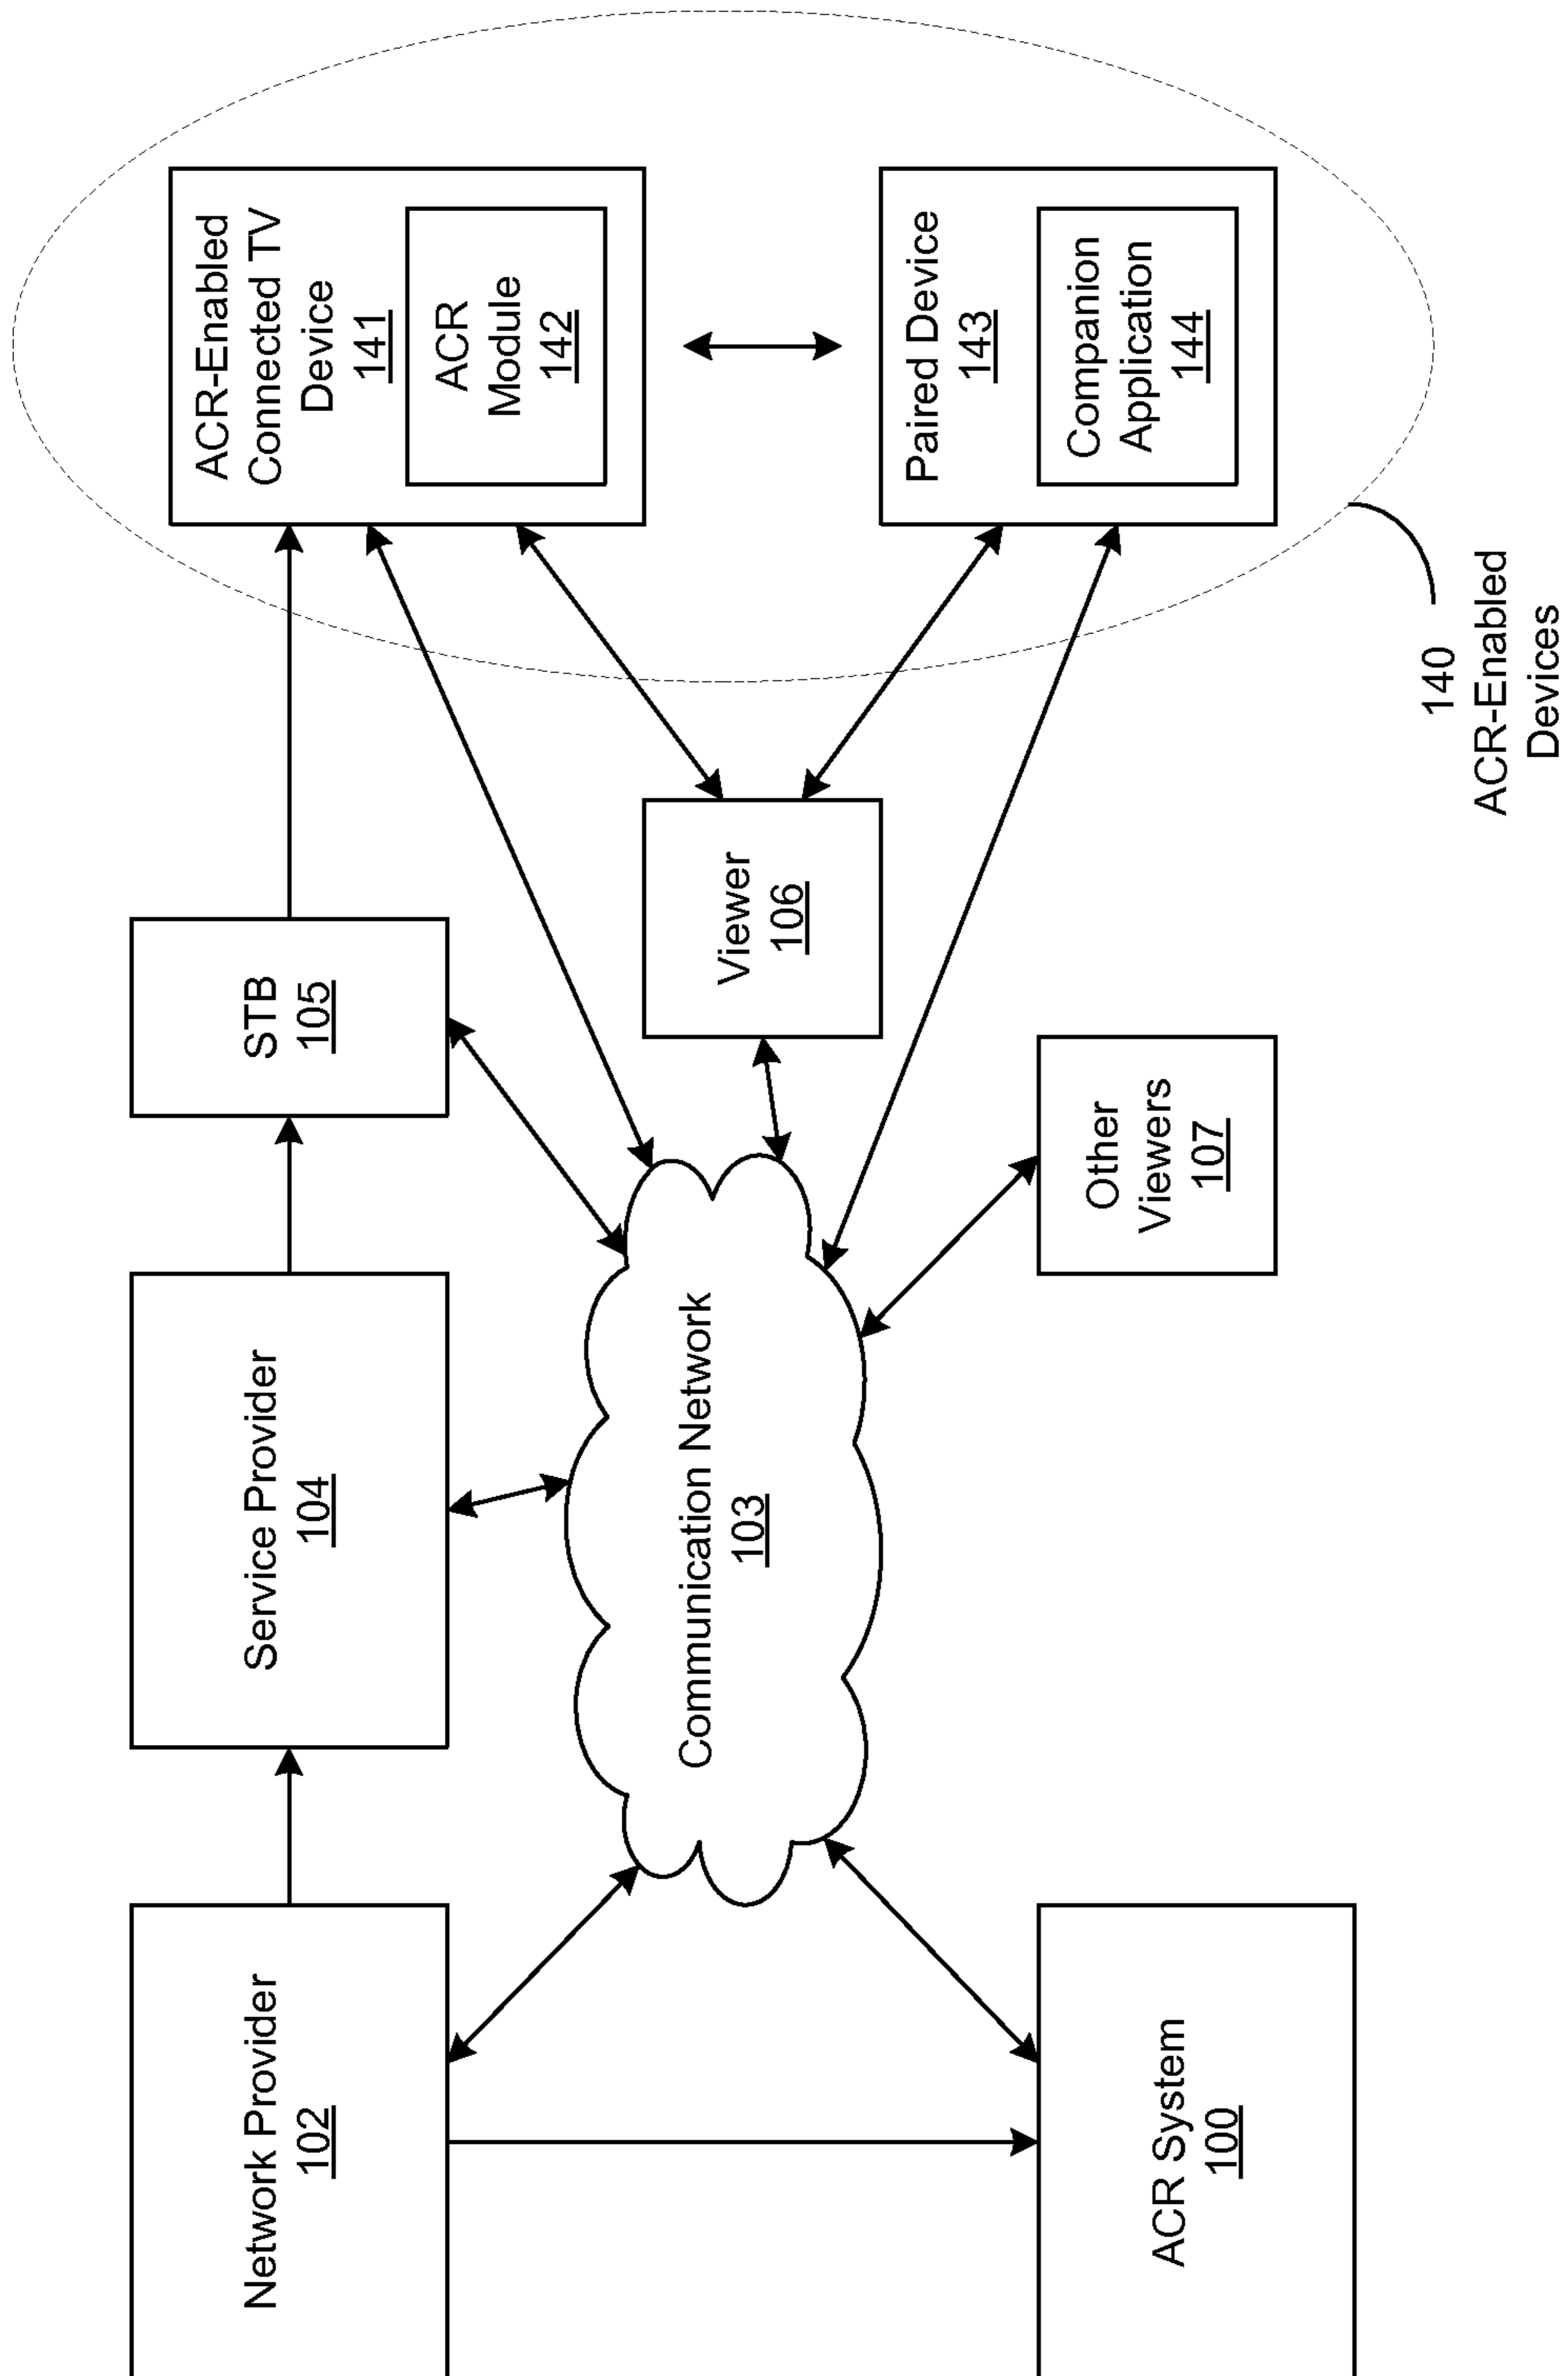 Network Provider
102
Service Provider
104
STB
105
ACR-Enabled
Connected TV
Device
141
ACR
Module
142
Communication Network
103
Viewer
106
Paired Device
143
Companion
Application
144
ACR System
100
Other
Viewers
107
140
ACR-Enabled
Devices